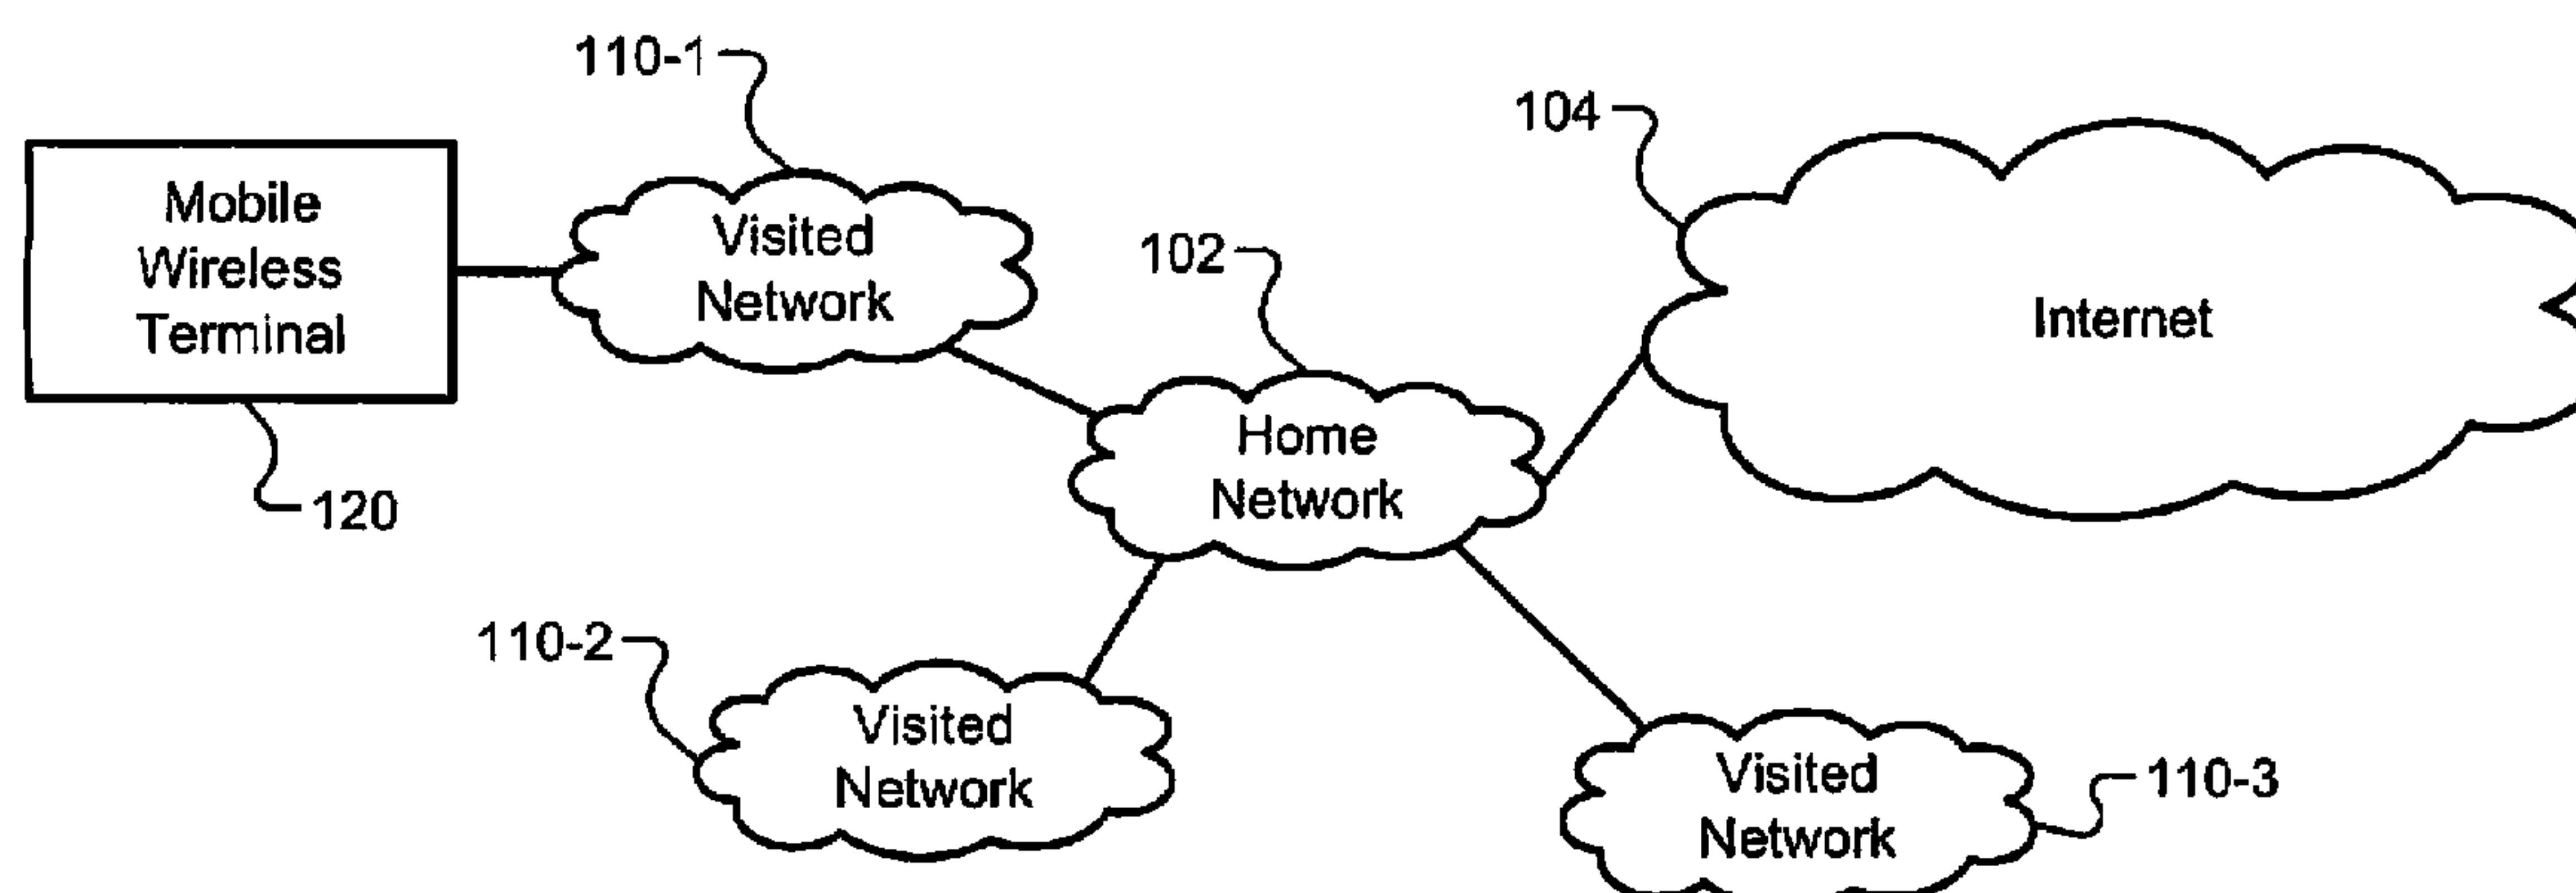 110-1
104
Mobile
Wireless
Terminal
Visited
Network
102
Internet
Home
Network
120
110-2
Visited
Network
Visited
Network
110-3